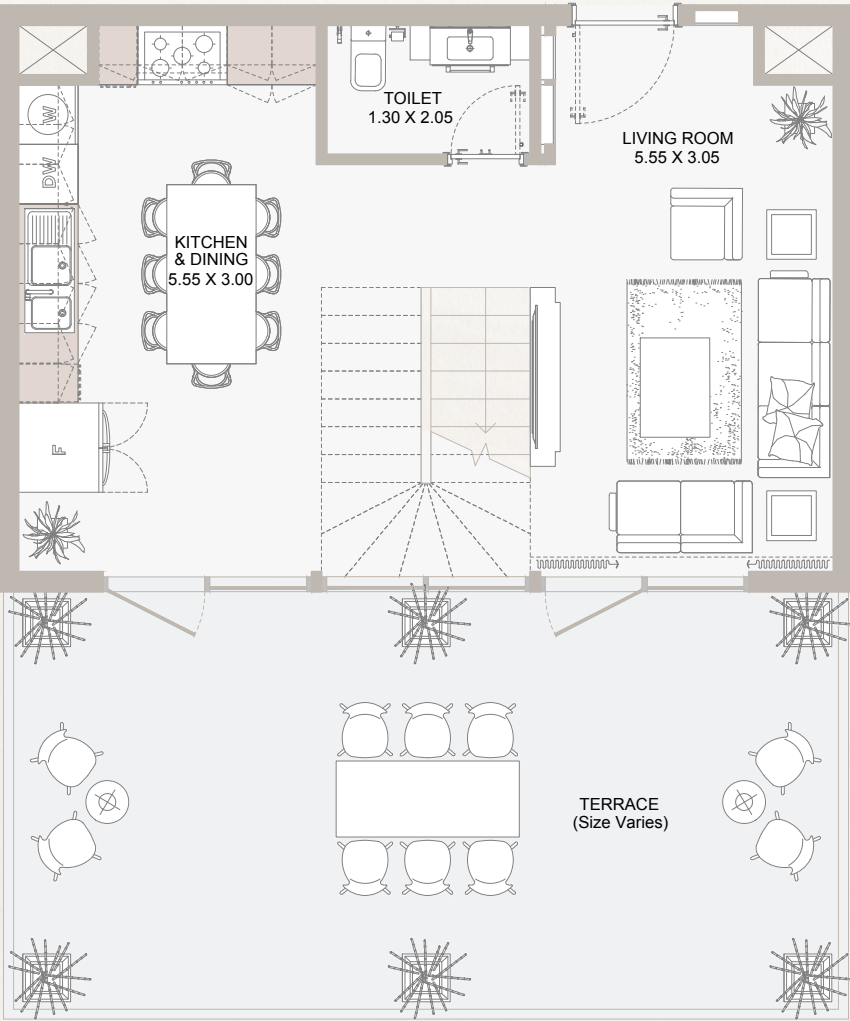 TOILET
1.30 X 2.05
LIVING ROOM
5.55 X 3.05
W
DW
KITCHEN
& DINING
5.55 X 3.00
F
TERRACE
(Size Varies)